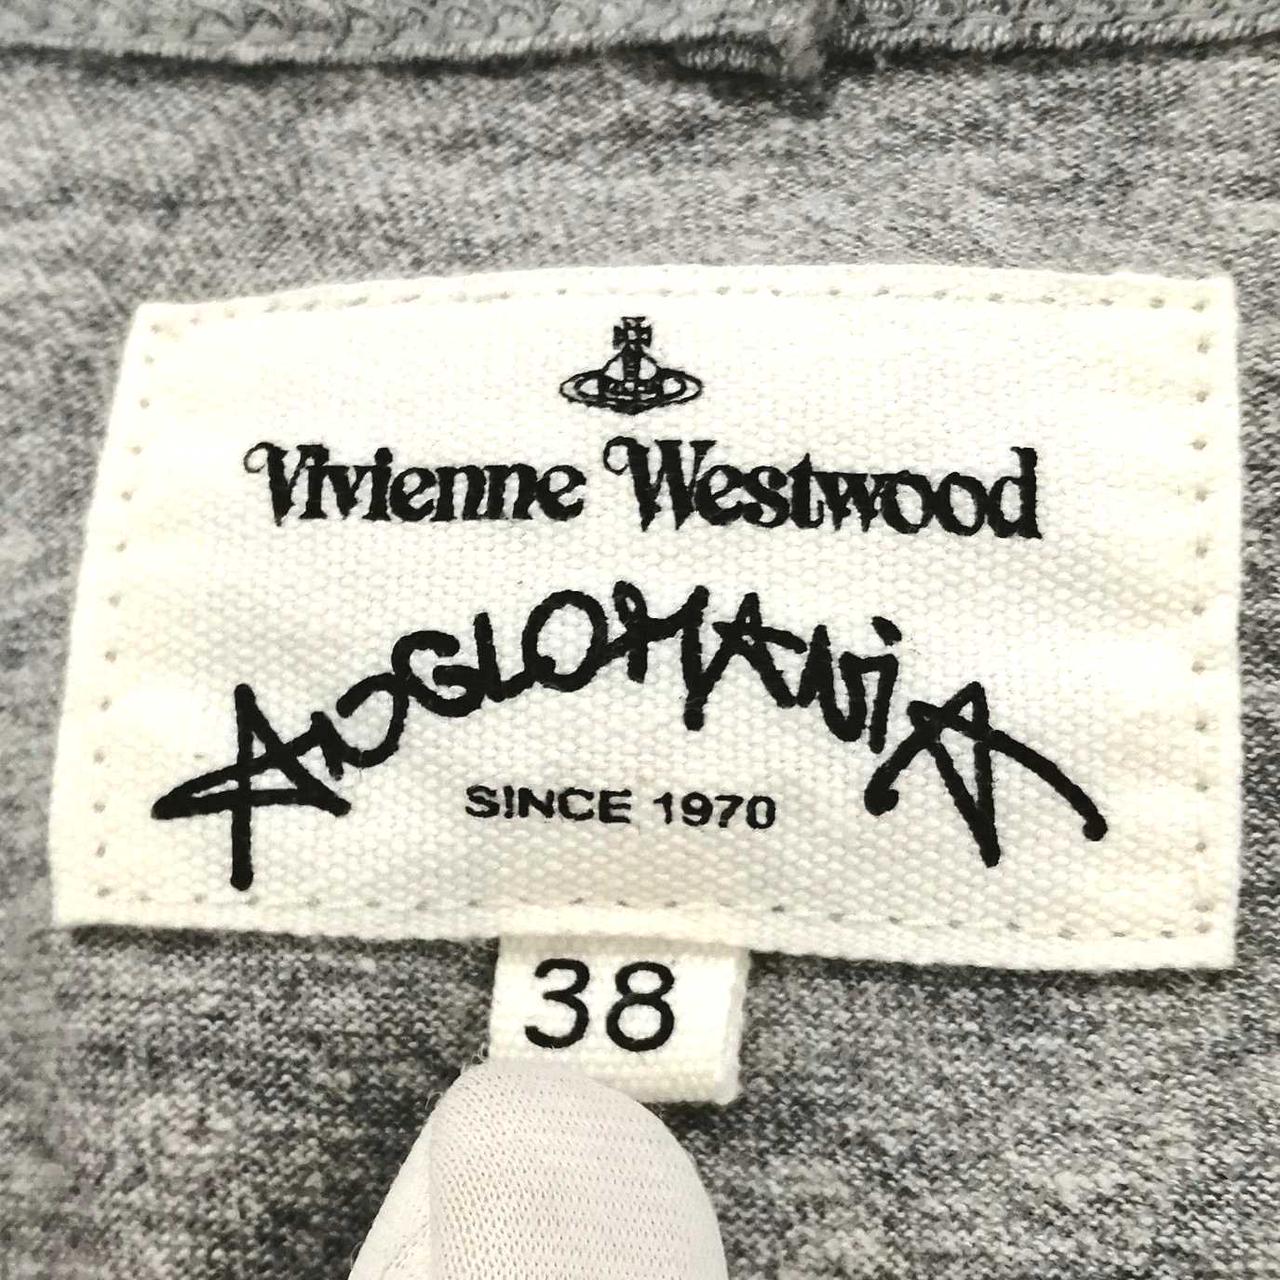 Vivienne Westwood
ANGLOMANiA
SINCE 1970
38